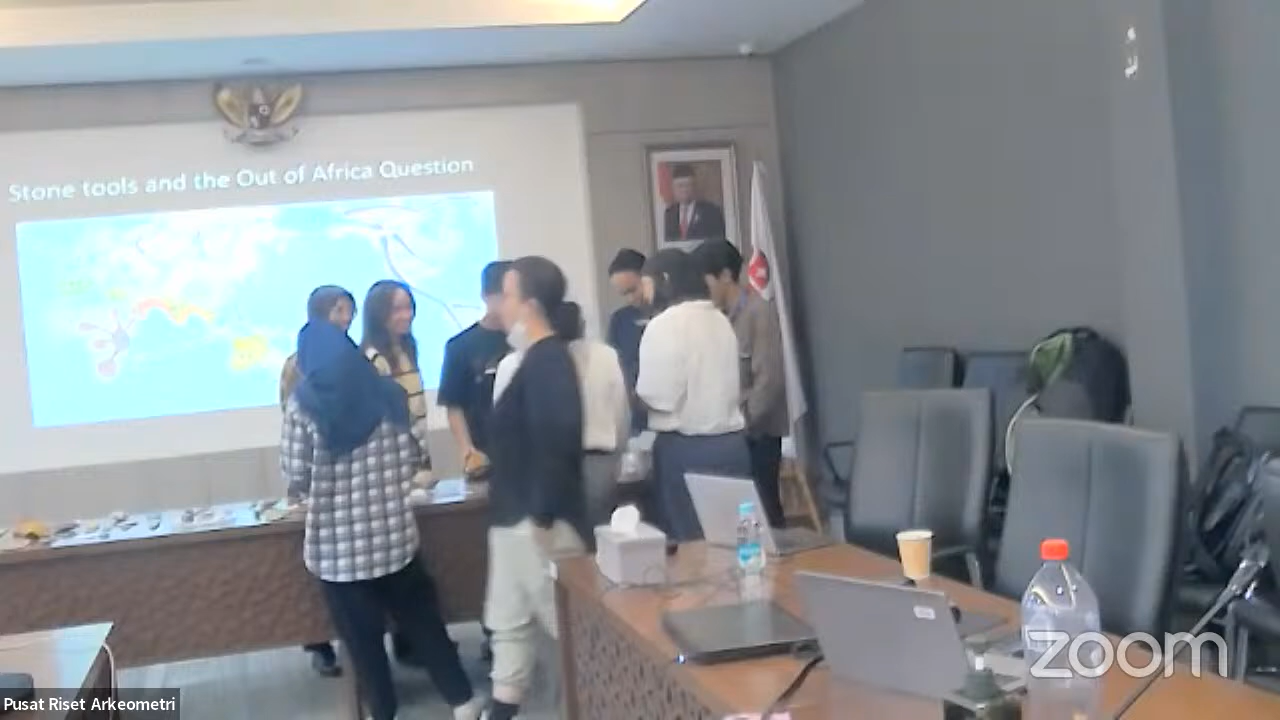 Stone tools and the Out of Africa Question
zoom
Pusat Riset Arkeometri